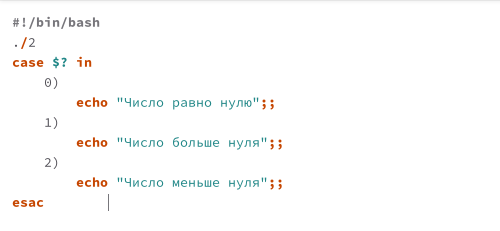 #!/bin/bash
./2
case $? in
    0)
        echo "Число равно нулю";;
    1)
        echo "Число больше нуля";;
    2)
        echo "Число меньше нуля";;
esac